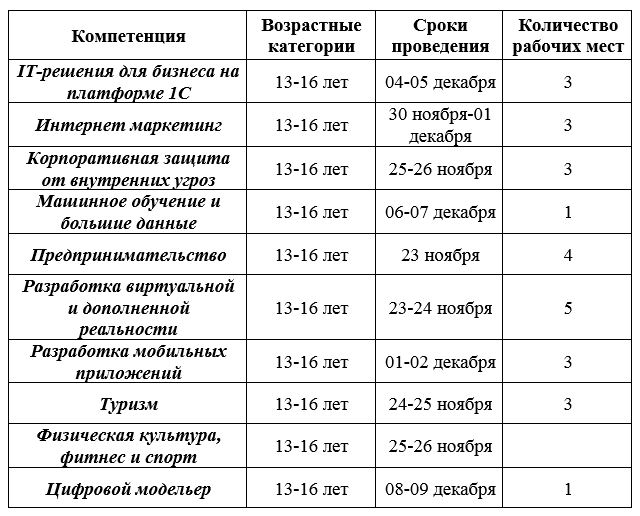 Компетенция
Возрастные
категории
Сроки
проведения
Количество
рабочих мест
IT-решения для бизнеса на
платформе 1С
13-16 лет
04-05 декабря
3
Интернет маркетинг
13-16 лет
30 ноября-01
декабря
3
Корпоративная защита
от внутренних угроз
13-16 лет
25-26 ноября
3
Машинное обучение и
большие данные
13-16 лет
06-07 декабря
1
Предпринимательство
13-16 лет
23 ноября
4
Разработка виртуальной
и дополненной
реальности
13-16 лет
23-24 ноября
5
Разработка мобильных
приложений
13-16 лет
01-02 декабря
3
Туризм
13-16 лет
24-25 ноября
3
Физическая культура,
фитнес и спорт
13-16 лет
25-26 ноября
Цифровой модельер
13-16 лет
08-09 декабря
1